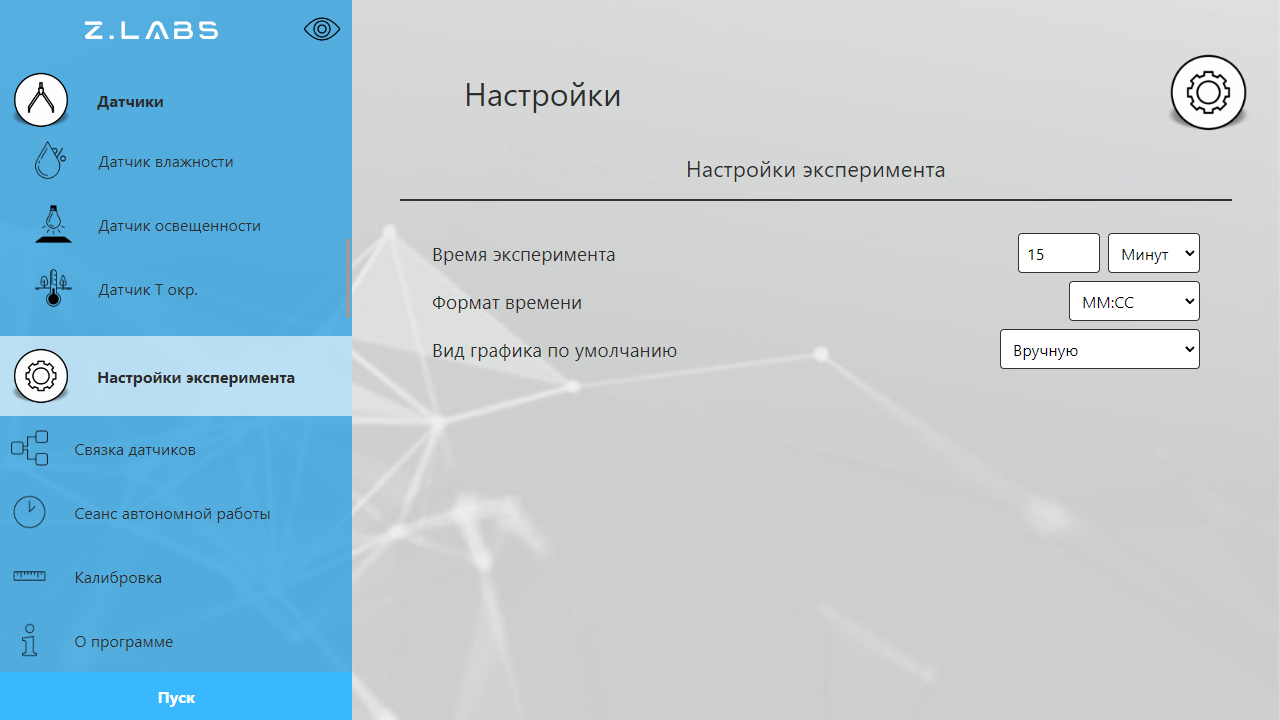 Z.LABS
Датчики
Датчик влажности
Датчик освещенности
Датчик Т окр.
Настройки эксперимента
Связка датчиков
Сеанс автономной работы
Калибровка
О программе
Пуск
Настройки
Настройки эксперимента
Время эксперимента 15 Минут
Формат времени ММ:СС
Вид графика по умолчанию Вручную